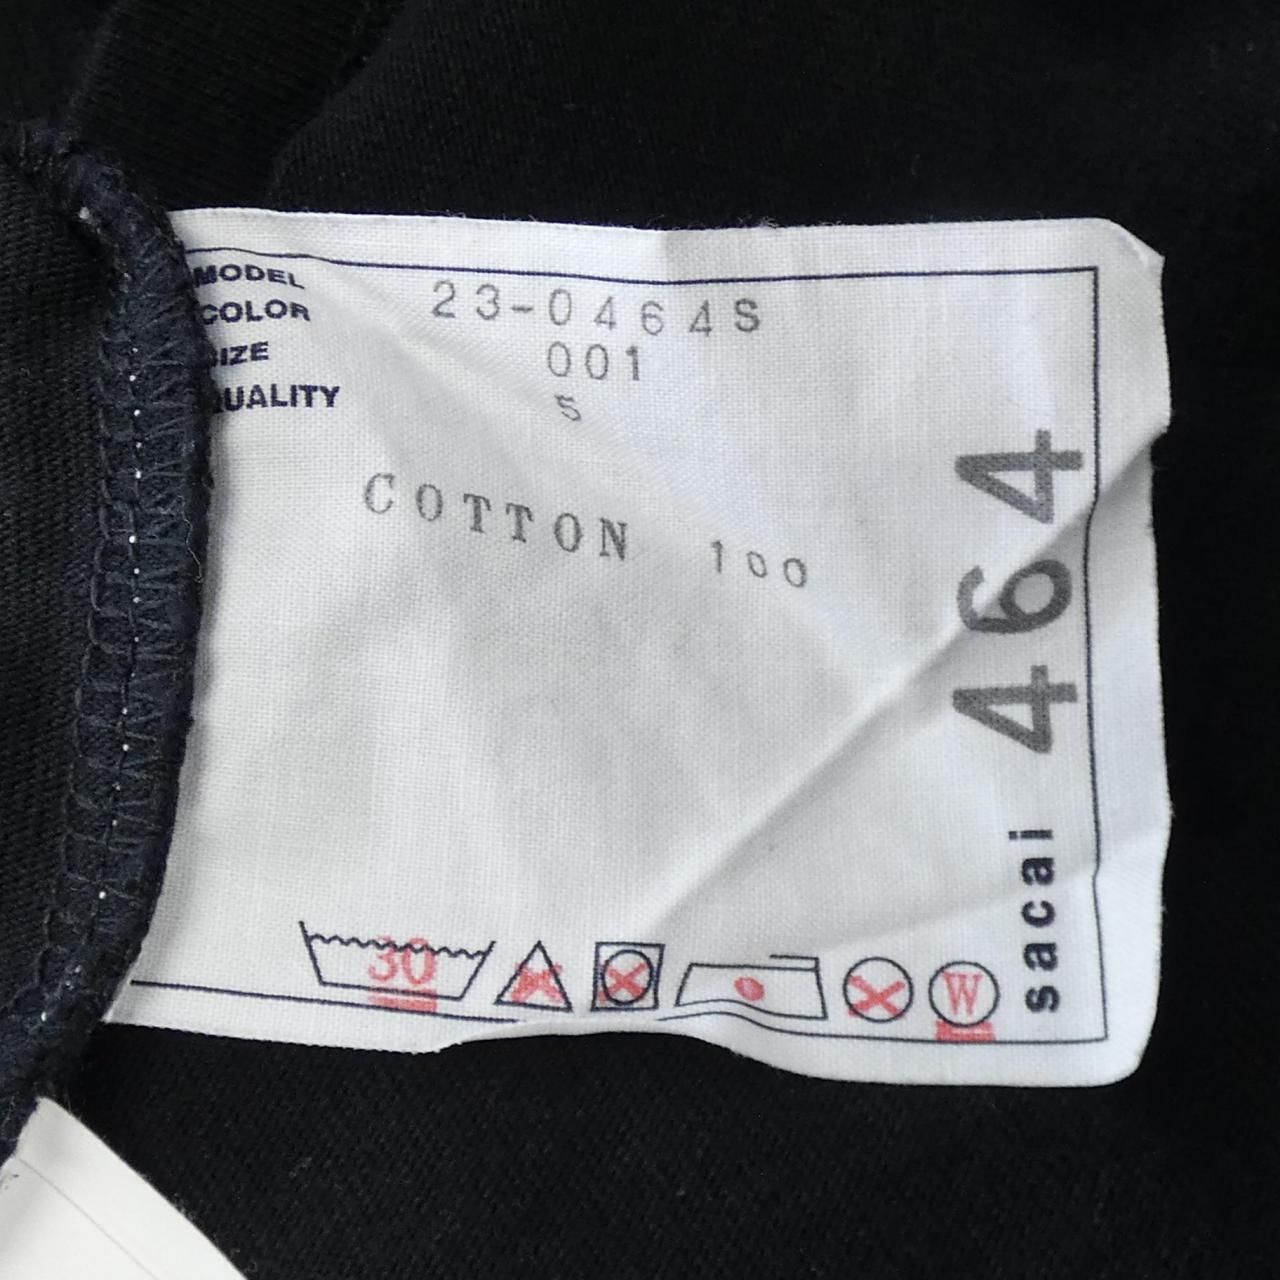 MODEL 23-0464S
COLOR 001
SIZE 5
QUALITY
COTTON 100
sacai 464
30
W